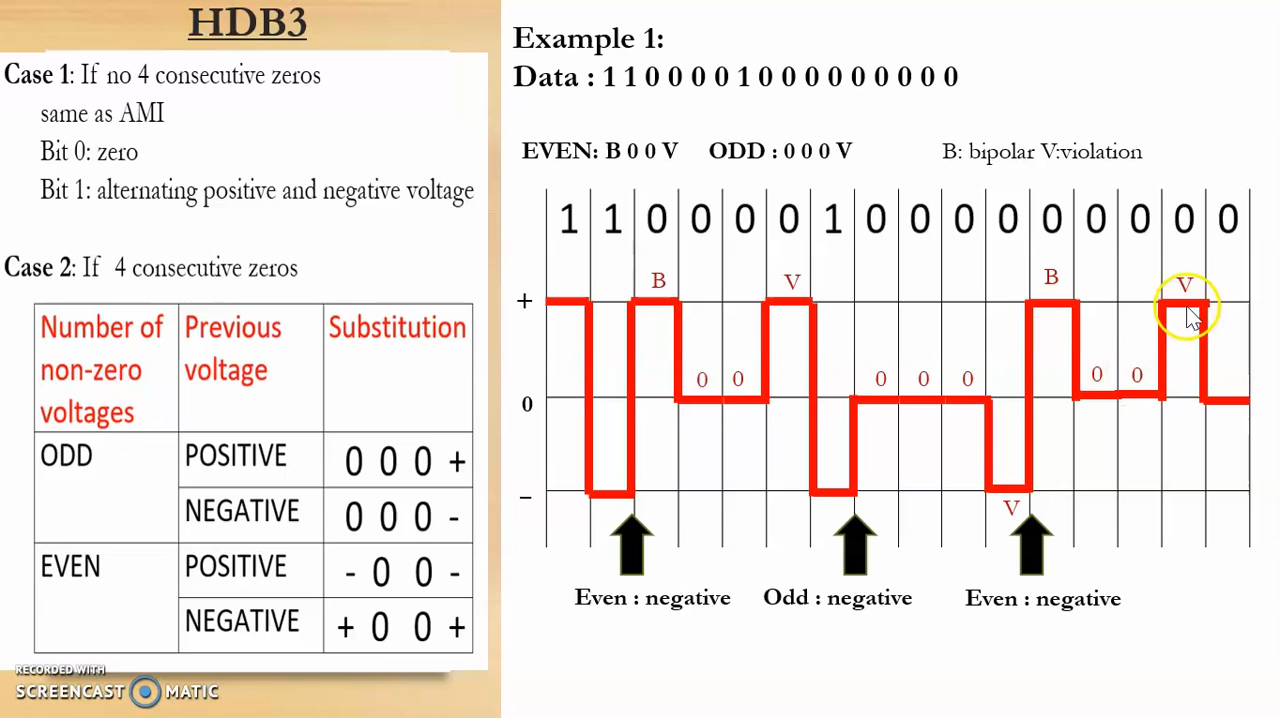 HDB3
Case 1: If no 4 consecutive zeros
same as AMI
Bit 0: zero
Bit 1: alternating positive and negative voltage
Case 2: If 4 consecutive zeros
Number of non-zero voltages Previous voltage Substitution
ODD POSITIVE 0 0 0 +
NEGATIVE 0 0 0 -
EVEN POSITIVE - 0 0 -
NEGATIVE + 0 0 +
RECORDED WITH
SCREENCAST MATIC
Example 1:
Data : 1 1 0 0 0 0 1 0 0 0 0 0 0 0 0 0
EVEN: B 0 0 V ODD : 0 0 0 V B: bipolar V:violation
1 1 0 0 0 0 1 0 0 0 0 0 0 0 0 0
B V B V
+
0 0 0 0 0 0 0
0
−
V
Even : negative Odd : negative Even : negative